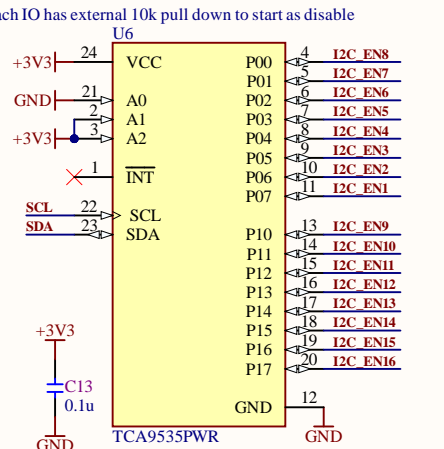 ach IO has external 10k pull down to start as disable
U6
+3V3 24 VCC P00 4 I2C_EN8
P01 5 I2C_EN7
GND 21 A0 P02 6 I2C_EN6
2 A1 P03 7 I2C_EN5
+3V3 3 A2 P04 8 I2C_EN4
P05 9 I2C_EN3
1 INT P06 10 I2C_EN2
P07 11 I2C_EN1
SCL 22 SCL P10 13 I2C_EN9
SDA 23 SDA P11 14 I2C_EN10
P12 15 I2C_EN11
P13 16 I2C_EN12
P14 17 I2C_EN13
P15 18 I2C_EN14
P16 19 I2C_EN15
P17 20 I2C_EN16
+3V3
C13
0.1u
GND
GND 12
GND
TCA9535PWR